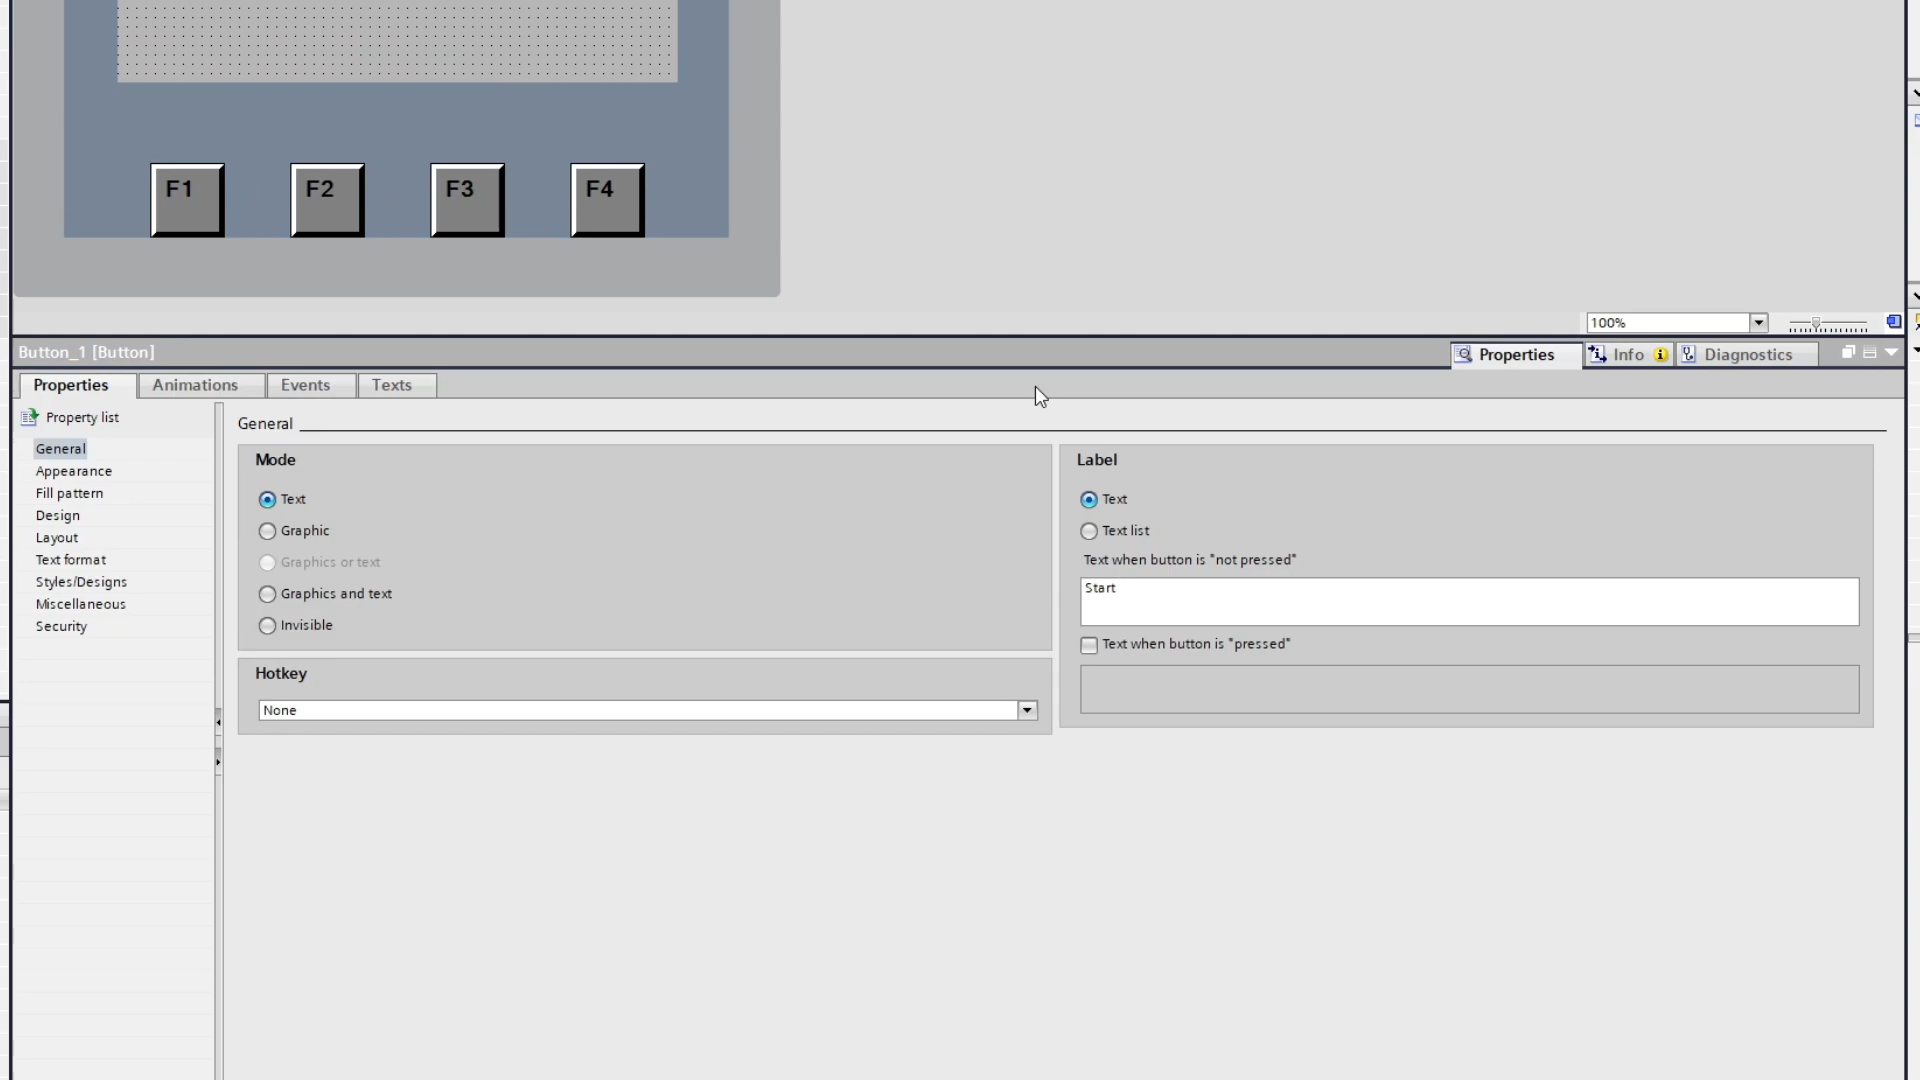 F1 F2 F3 F4
100%
Button_1 [Button]
Properties Info Diagnostics
Properties Animations Events Texts
Property list
General
Appearance
Fill pattern
Design
Layout
Text format
Styles/Designs
Miscellaneous
Security
General
Mode
Text
Graphic
Graphics or text
Graphics and text
Invisible
Hotkey
None
Label
Text
Text list
Text when button is "not pressed"
Start
Text when button is "pressed"